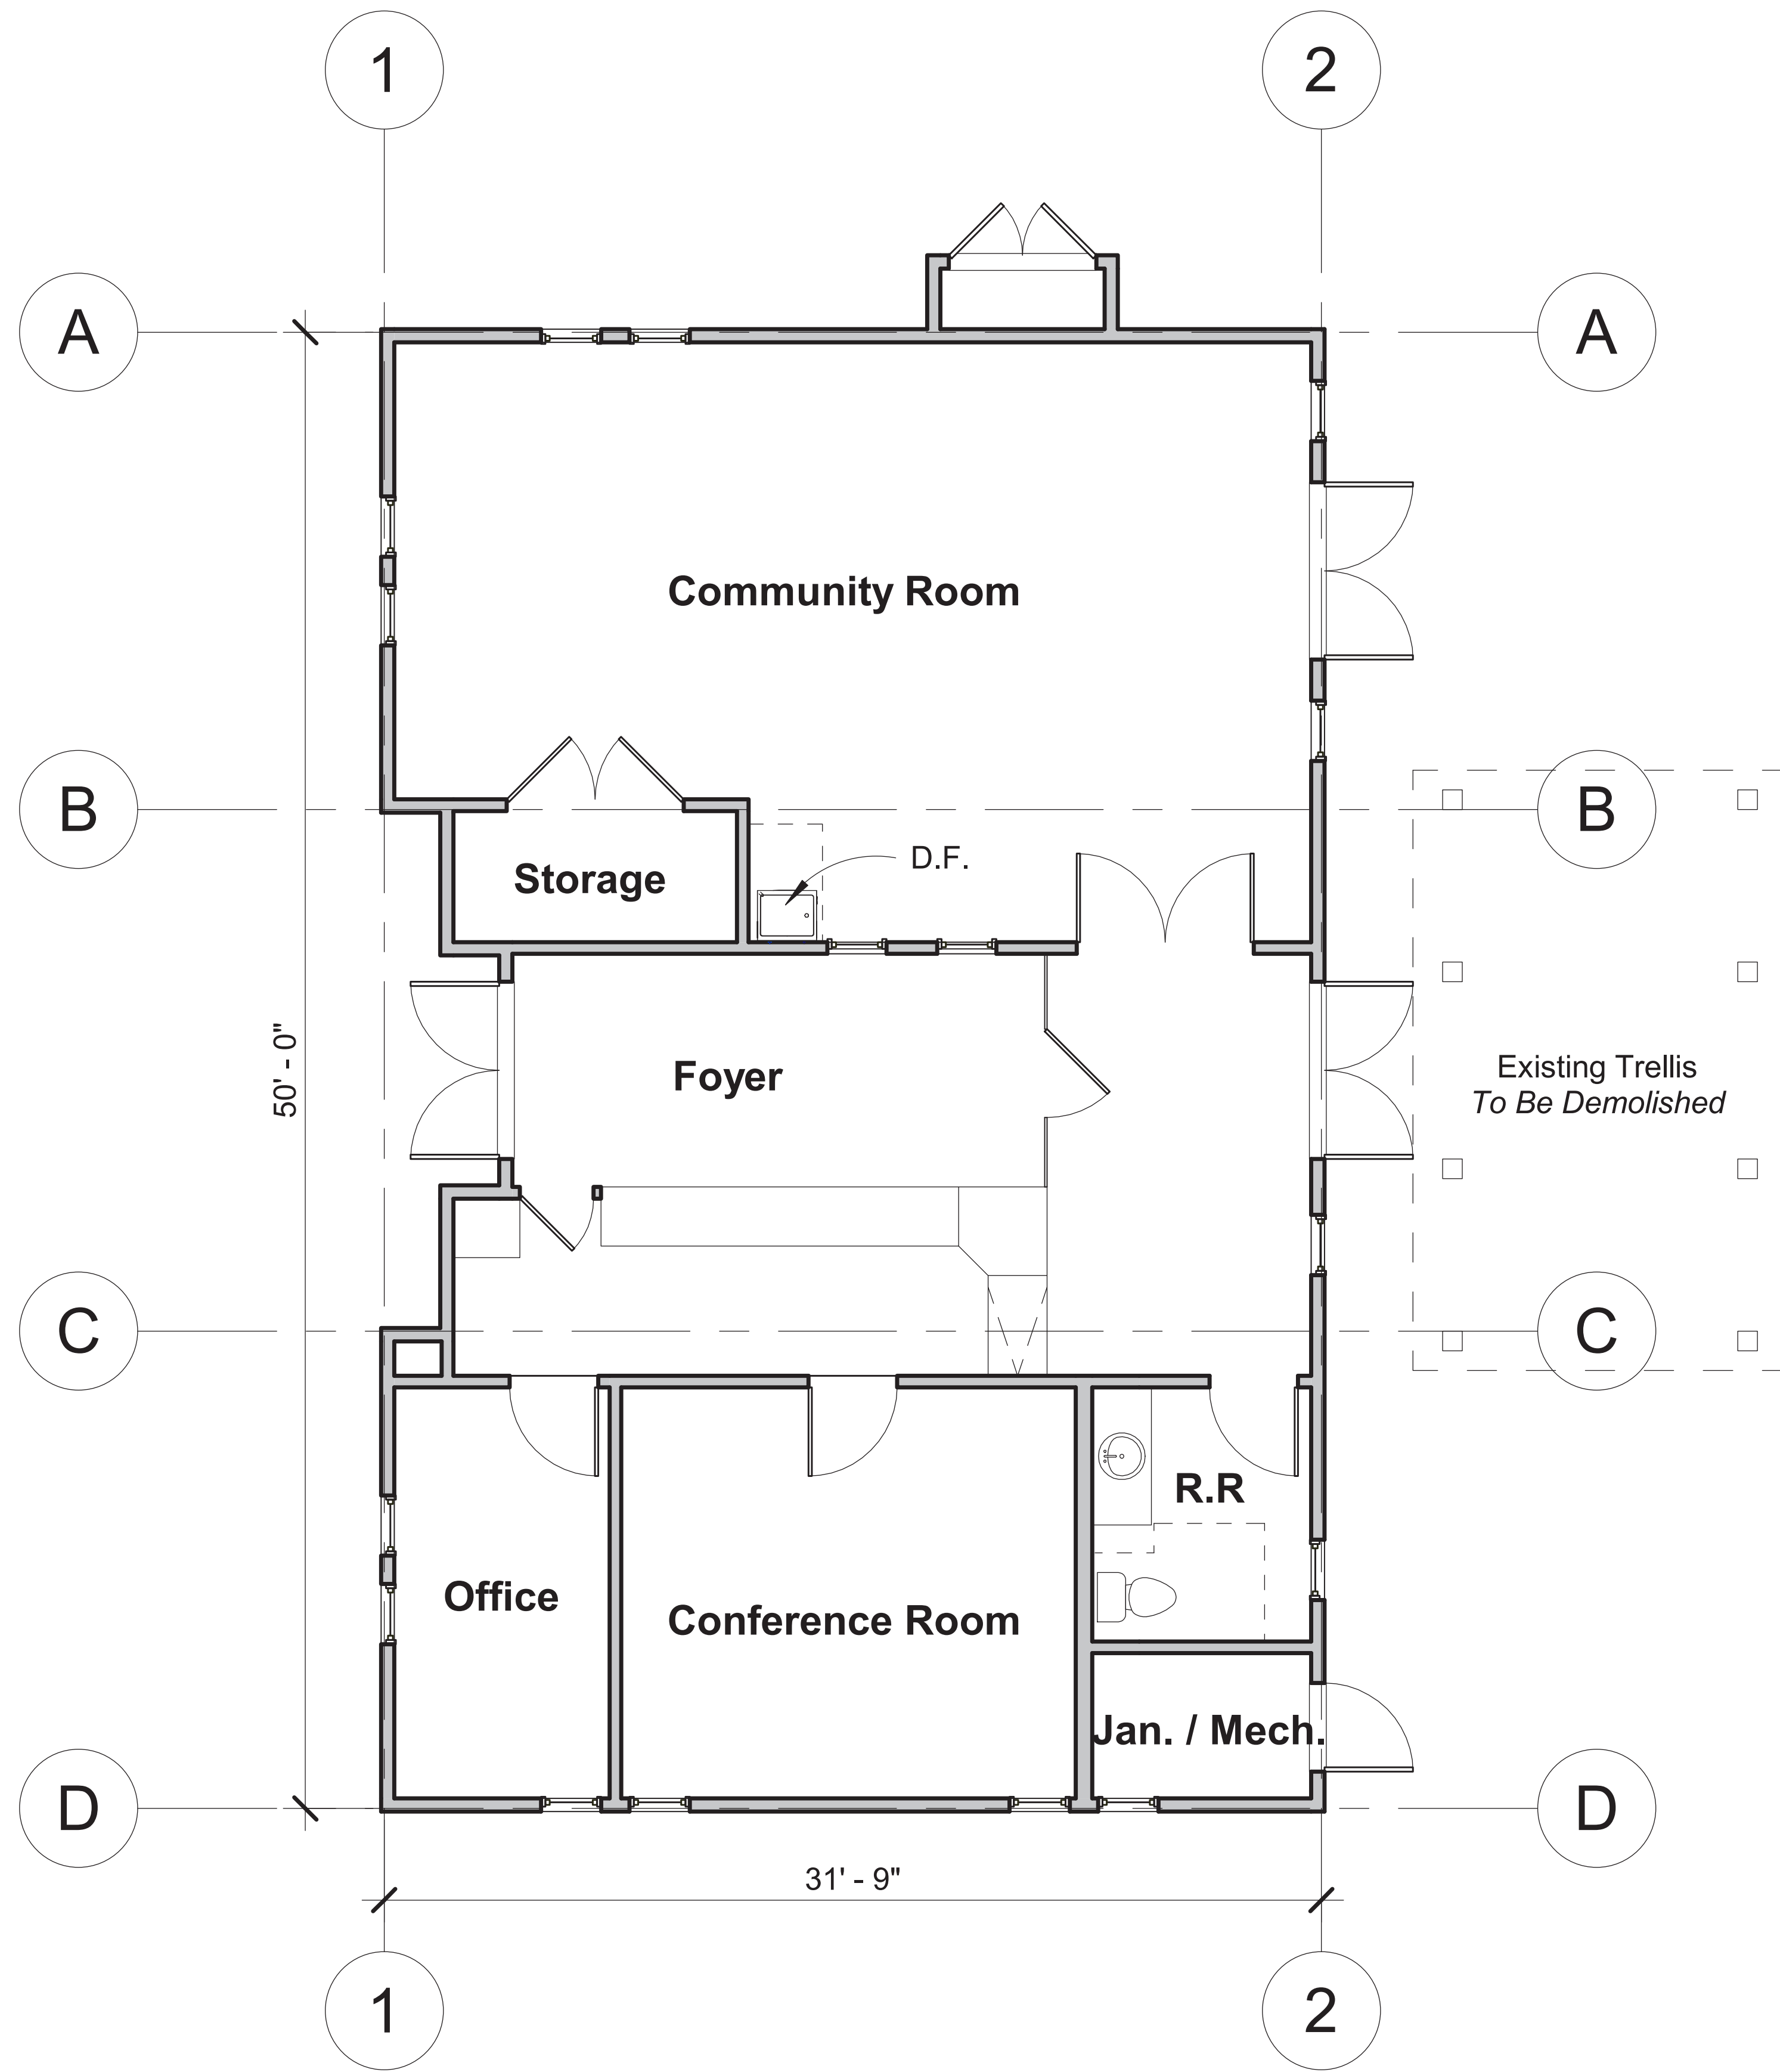 1
2
A
A
Community Room
B
B
D.F.
Storage
50' - 0"
Foyer
Existing Trellis
To Be Demolished
C
C
R.R
Office
Conference Room
Jan. / Mech.
D
D
31' - 9"
1
2